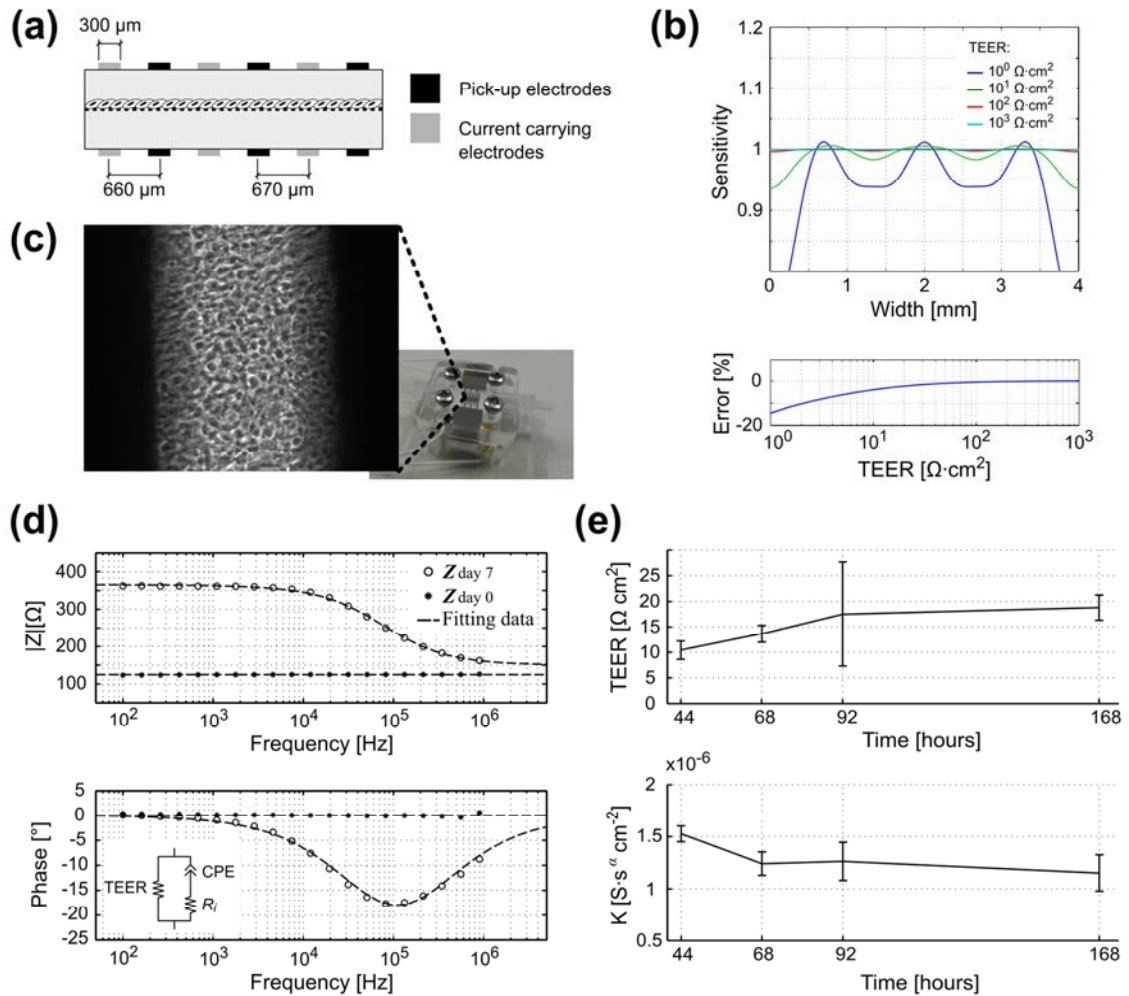 (a)
300 µm
Pick-up electrodes
Current carrying
electrodes
660 µm
670 µm
(b)
1.2
1.1
1
0.9
Sensitivity
TEER:
10⁰ Ω·cm²
10¹ Ω·cm²
10² Ω·cm²
10³ Ω·cm²
0
1
2
3
4
Width [mm]
Error [%]
0
-20
10⁰
10¹
10²
10³
TEER [Ω·cm²]
(c)
(d)
|Z|[Ω]
400
300
200
100
Z day 7
Z day 0
Fitting data
10²
10³
10⁴
10⁵
10⁶
Frequency [Hz]
Phase [°]
5
0
-5
-10
-15
-20
-25
TEER
CPE
Rᵢ
10²
10³
10⁴
10⁵
10⁶
Frequency [Hz]
(e)
TEER [Ω cm²]
25
20
15
10
5
0
44
68
92
168
Time [hours]
x10⁻⁶
K [S·s ᵅ cm⁻²]
2
1.5
1
0.5
44
68
92
168
Time [hours]